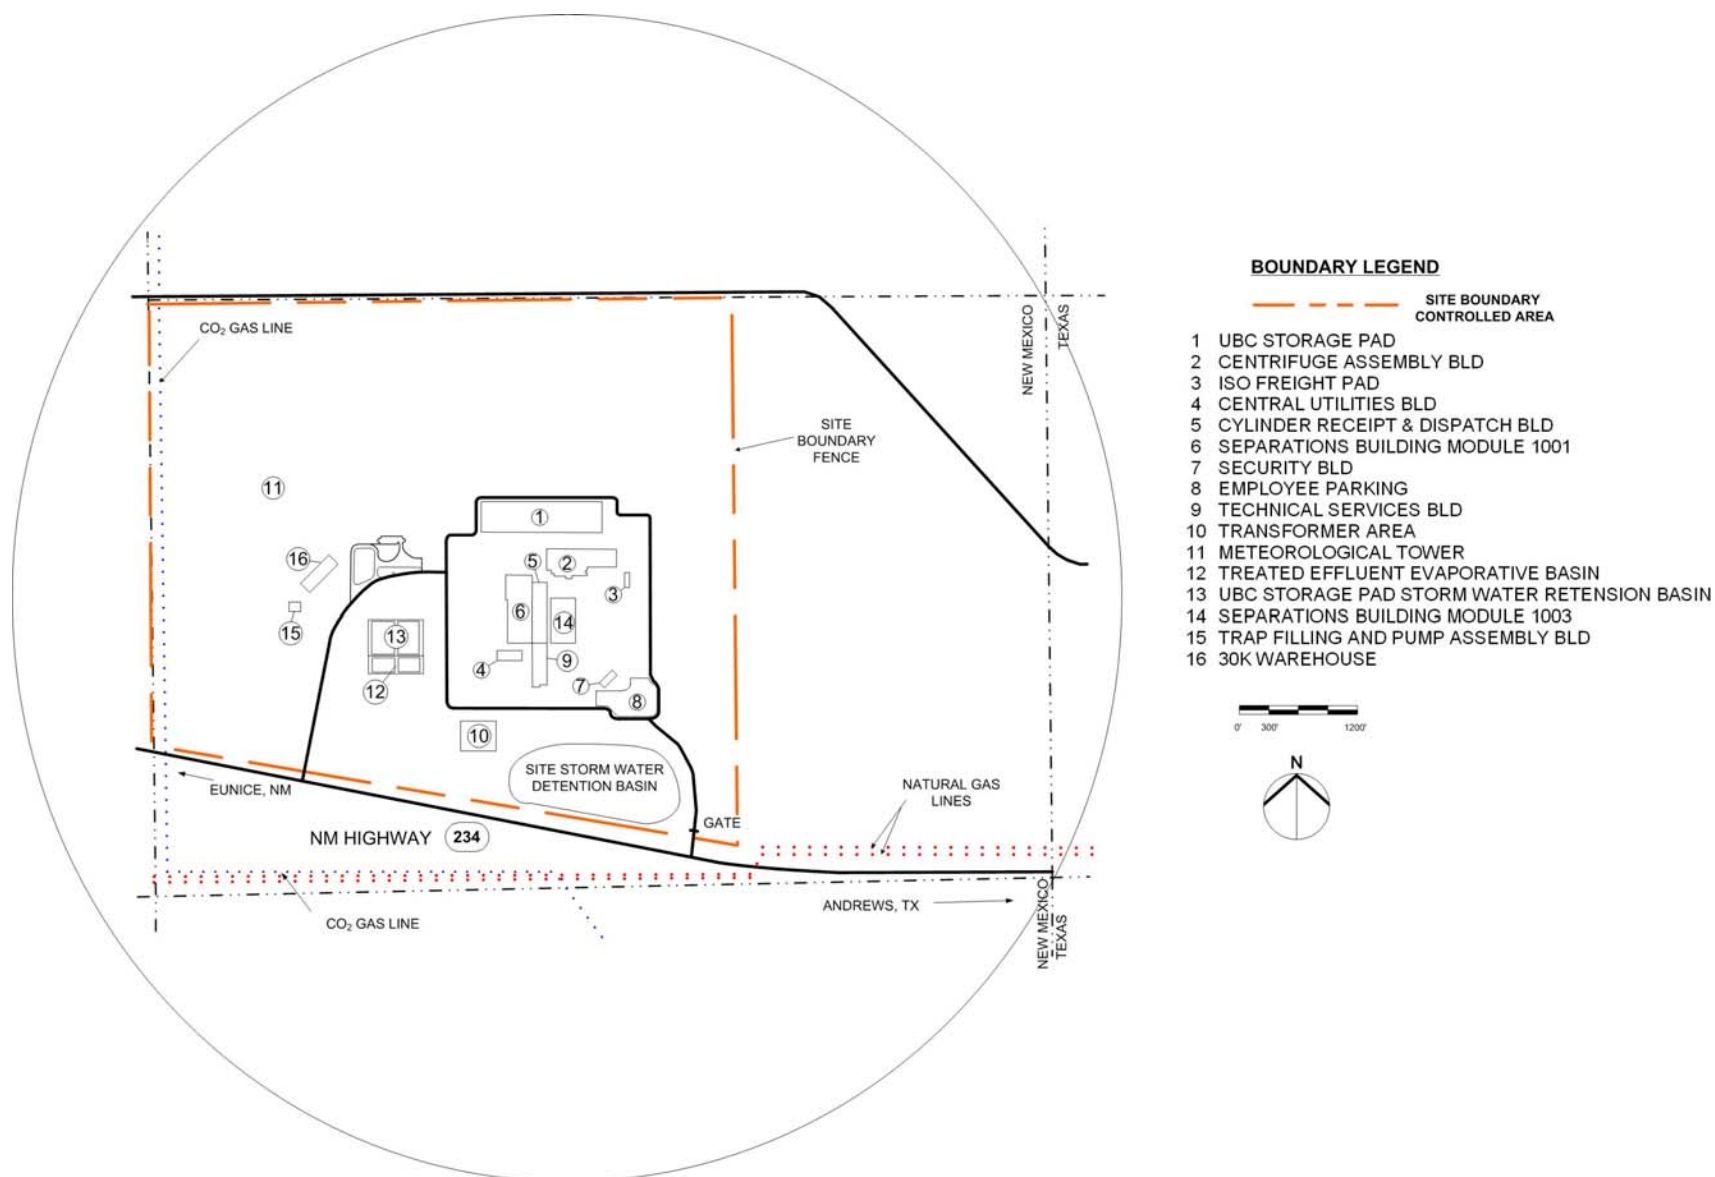 CO₂ GAS LINE
NEW MEXICO
TEXAS
SITE
BOUNDARY
FENCE
11
1
16
5
2
3
6
14
15
13
4
9
12
7
8
10
SITE STORM WATER
DETENTION BASIN
EUNICE, NM
NATURAL GAS
LINES
GATE
NM HIGHWAY 234
CO₂ GAS LINE
ANDREWS, TX
NEW MEXICO
TEXAS
BOUNDARY LEGEND
SITE BOUNDARY
CONTROLLED AREA
1 UBC STORAGE PAD
2 CENTRIFUGE ASSEMBLY BLD
3 ISO FREIGHT PAD
4 CENTRAL UTILITIES BLD
5 CYLINDER RECEIPT & DISPATCH BLD
6 SEPARATIONS BUILDING MODULE 1001
7 SECURITY BLD
8 EMPLOYEE PARKING
9 TECHNICAL SERVICES BLD
10 TRANSFORMER AREA
11 METEOROLOGICAL TOWER
12 TREATED EFFLUENT EVAPORATIVE BASIN
13 UBC STORAGE PAD STORM WATER RETENSION BASIN
14 SEPARATIONS BUILDING MODULE 1003
15 TRAP FILLING AND PUMP ASSEMBLY BLD
16 30K WAREHOUSE
0' 300' 1200'
N